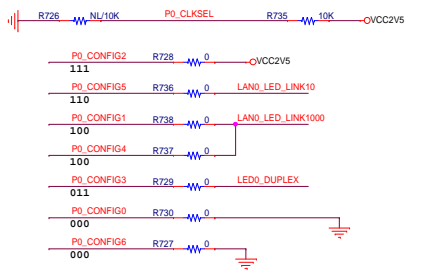 R726 NL/10K P0_CLKSEL R735 10K VCC2V5
P0_CONFIG2 R728 0 VCC2V5
111
P0_CONFIG5 R736 0 LAN0_LED_LINK10
110
P0_CONFIG1 R738 0 LAN0_LED_LINK1000
100
P0_CONFIG4 R737 0
100
P0_CONFIG3 R729 0 LED0_DUPLEX
011
P0_CONFIG0 R730 0
000
P0_CONFIG6 R727 0
000